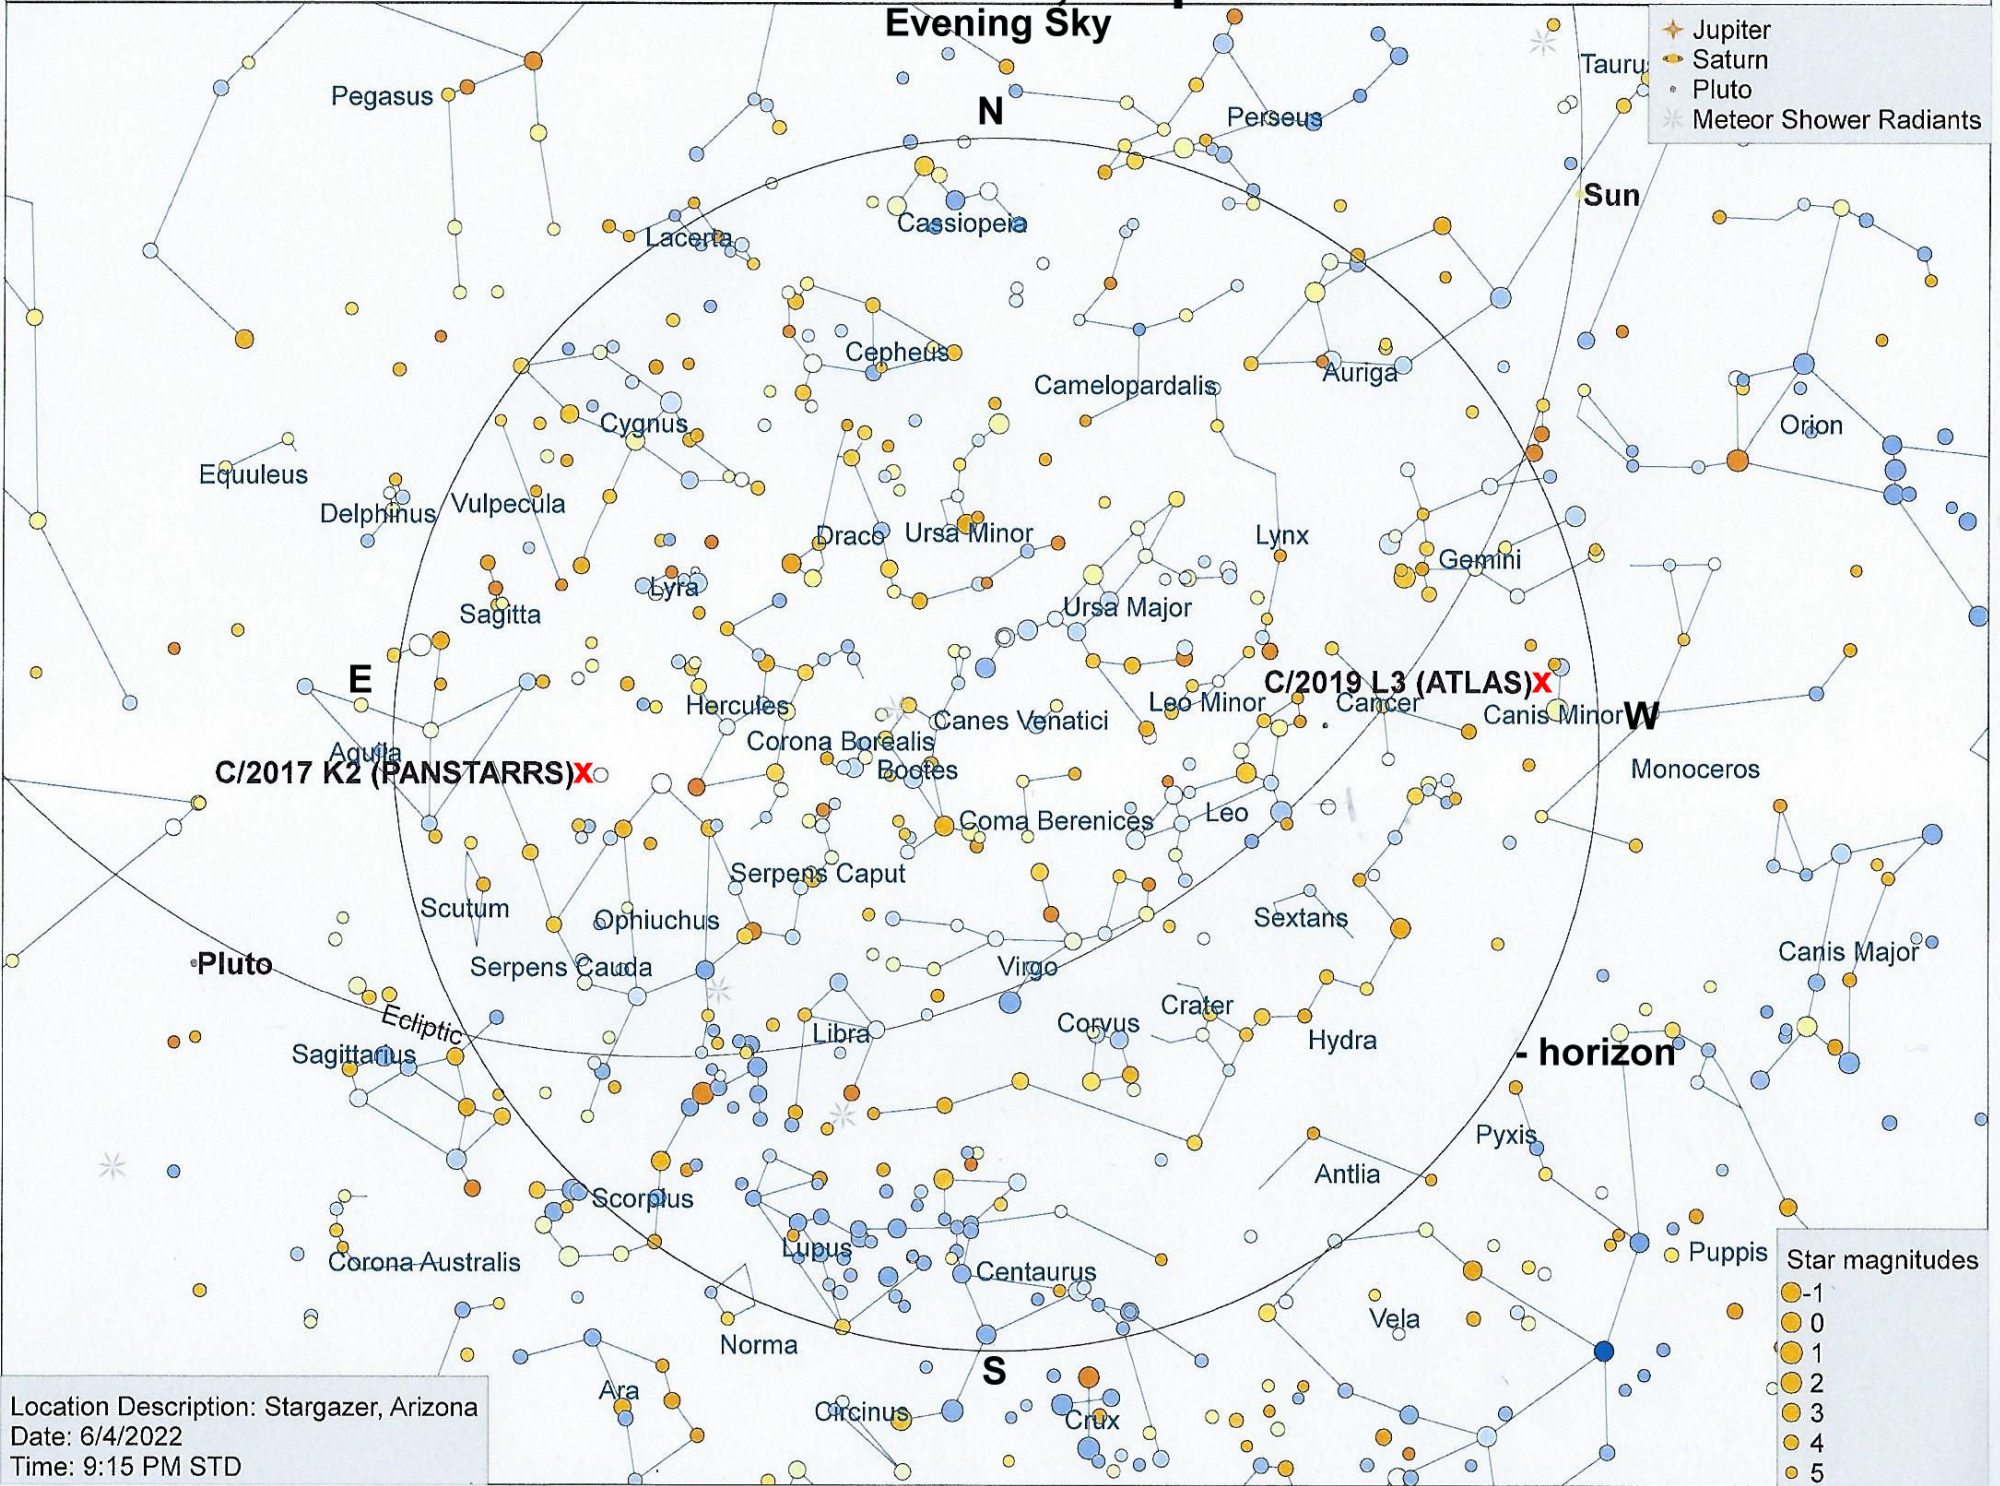 Evening Sky
Jupiter
Saturn
Pluto
Meteor Shower Radiants
Taurus
Pegasus
N
Perseus
Sun
Cassiopeia
Lacerta
Cepheus
Camelopardalis
Auriga
Cygnus
Orion
Equuleus
Delphinus
Vulpecula
Draco
Ursa Minor
Lynx
Gemini
Lyra
Sagitta
Ursa Major
E
C/2019 L3 (ATLAS)X
Hercules
Leo Minor
Cancer
Canis Minor
W
Canes Venatici
Corona Borealis
Aquila
C/2017 K2 (PANSTARRS)X
Bootes
Monoceros
Leo
Coma Berenices
Serpens Caput
Scutum
Ophiuchus
Sextans
Canis Major
Pluto
Serpens Cauda
Virgo
Crater
Ecliptic
Corvus
Libra
Hydra
Sagittarius
- horizon
Pyxis
Antlia
Scorpius
Lupus
Corona Australis
Centaurus
Puppis
Star magnitudes
-1
0
1
2
3
4
5
Vela
Norma
S
Ara
Circinus
Crux
Location Description: Stargazer, Arizona
Date: 6/4/2022
Time: 9:15 PM STD